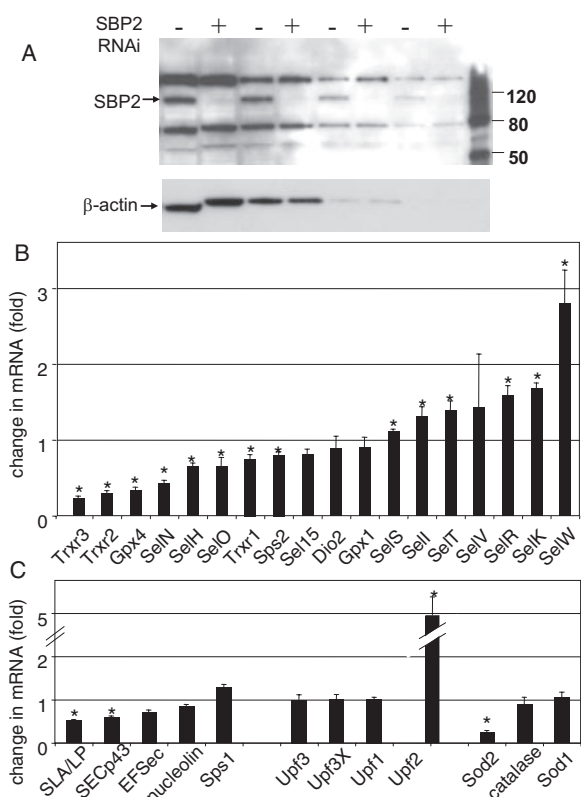 SBP2 - + - + - + - +
RNAi
A
SBP2
120
80
50
β-actin
B
change in mRNA (fold)
3
2
1
0
* * * * * * * * * * * * * *
Trxr3 Trxr2 Gpx4 SelN SelH SelO Trxr1 Sps2 Sel15 Dio2 Gpx1 SelS SelI SelT SelV SelR SelK SelW
C
change in mRNA (fold)
5
2
1
0
* * * *
SLA/LP SECp43 EFSec nucleolin Sps1 Upf3 Upf3X Upf1 Upf2 Sod2 catalase Sod1